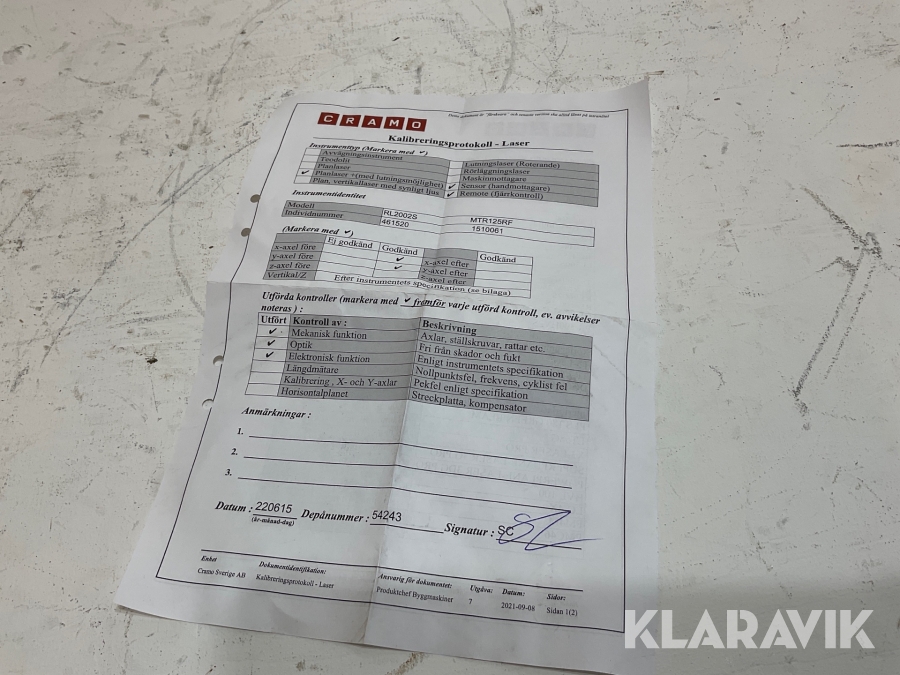 CRAMO
Kalibreringsprotokoll - Laser
Instrumenttyp (Markera med ✓)
Avvägningsinstrument
Teodolit
Planlaser
✓ Planlaser +(med lutningsmöjlighet)
Plan, vertikallaser med synligt ljus
Lutningslaser (Roterande)
Rörläggningslaser
Maskinmottagare
✓ Sensor (handmottagare)
✓ Remote (fjärrkontroll)
Instrumentidentitet
Modell RL2002S MTR125RF
Individnummer 461520 1510061
(Markera med ✓) Ej godkänd Godkänd Godkänd
x-axel före ✓ x-axel efter
y-axel före ✓ y-axel efter
z-axel före z-axel efter
Vertikal/Z Efter instrumentets specifikation (se bilaga)
Utförda kontroller (markera med ✓ framför varje utförd kontroll, ev. avvikelser
noteras) :
Utfört Kontroll av : Beskrivning
✓ Mekanisk funktion Axlar, ställskruvar, rattar etc.
✓ Optik Fri från skador och fukt
✓ Elektronisk funktion Enligt instrumentets specifikation
Längdmätare Nollpunktsfel, frekvens, cyklist fel
Kalibrering , X- och Y-axlar Pekfel enligt specifikation
Horisontalplanet Streckplatta, kompensator
Anmärkningar :
1.
2.
3.
Datum : 220615 Depånummer : 54243 Signatur : SC
(år-månad-dag)
Enhet Dokumentidentifikation: Ansvarig för dokumentet: Utgåva: Datum: Sidor:
Cramo Sverige AB Kalibreringsprotokoll - Laser Produktchef Byggmaskiner 7 2021-09-08 Sidan 1(2)
KLARAVIK